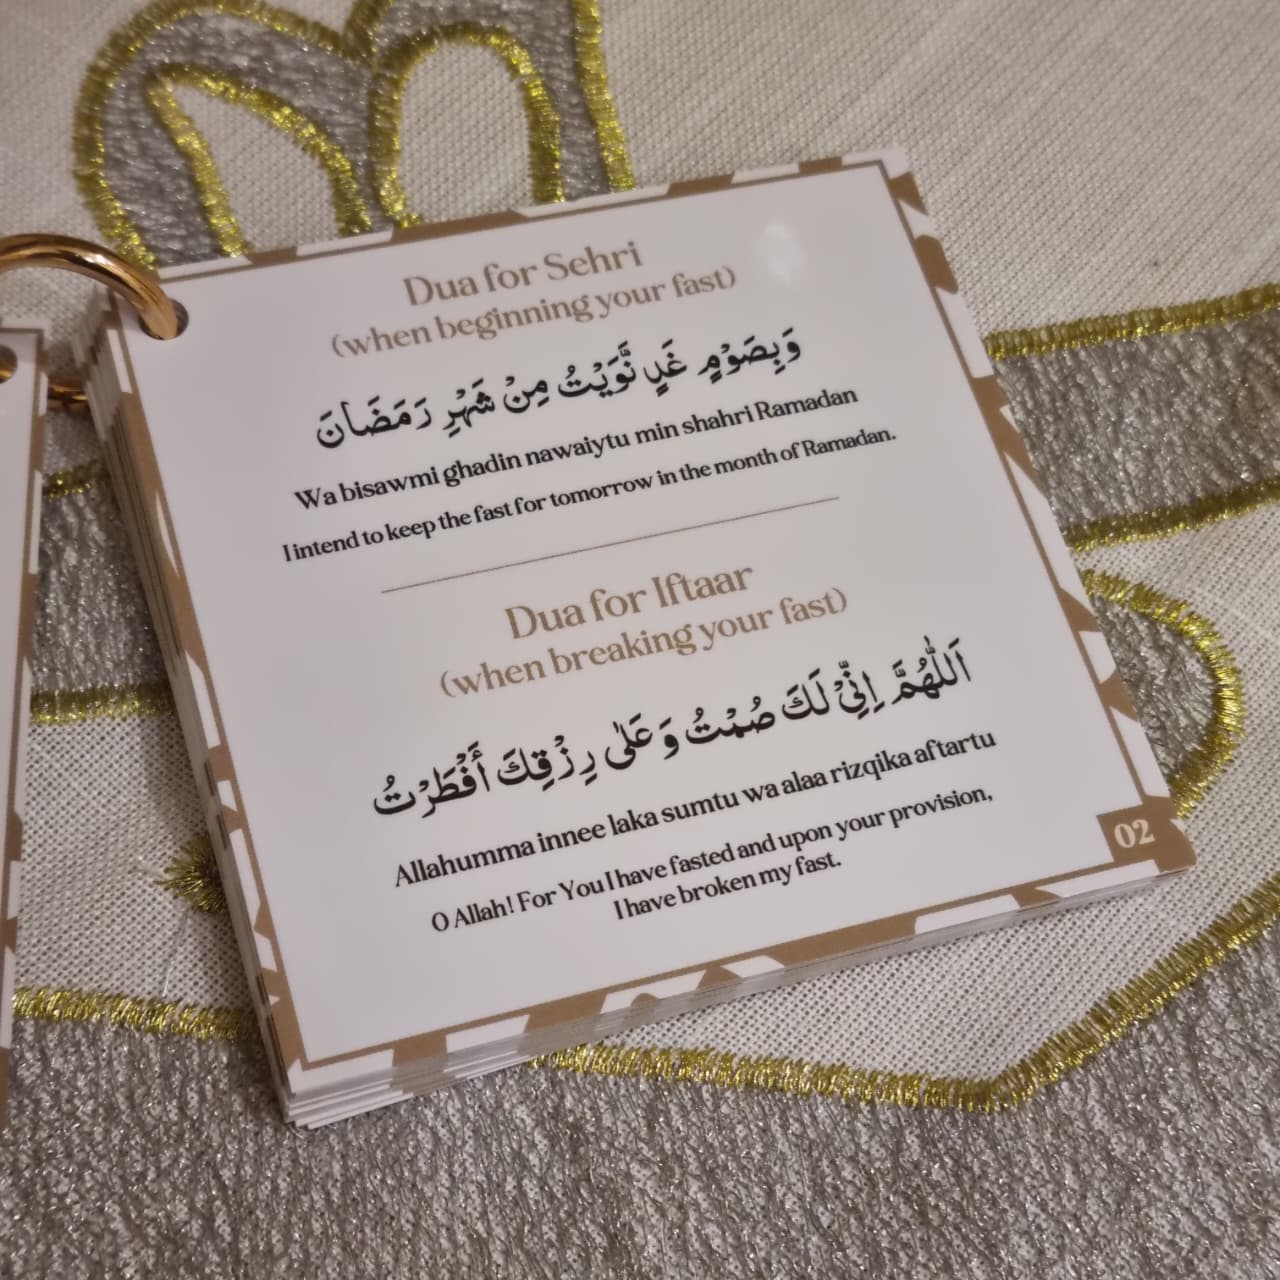 Dua for Sehri
(when beginning your fast)
وَبِصَوْمٍ غَدٍ نَّوَيْتُ مِنْ شَهْرِ رَمَضَانَ
Wa bisawmi ghadin nawaiytu min shahri Ramadan
I intend to keep the fast for tomorrow in the month of Ramadan.
Dua for Iftaar
(when breaking your fast)
اَللّٰهُمَّ اِنِّىْ لَكَ صُمْتُ وَعَلٰى رِزْقِكَ أَفْطَرْتُ
Allahumma innee laka sumtu wa alaa rizqika aftartu
O Allah! For You I have fasted and upon your provision,
I have broken my fast.
02